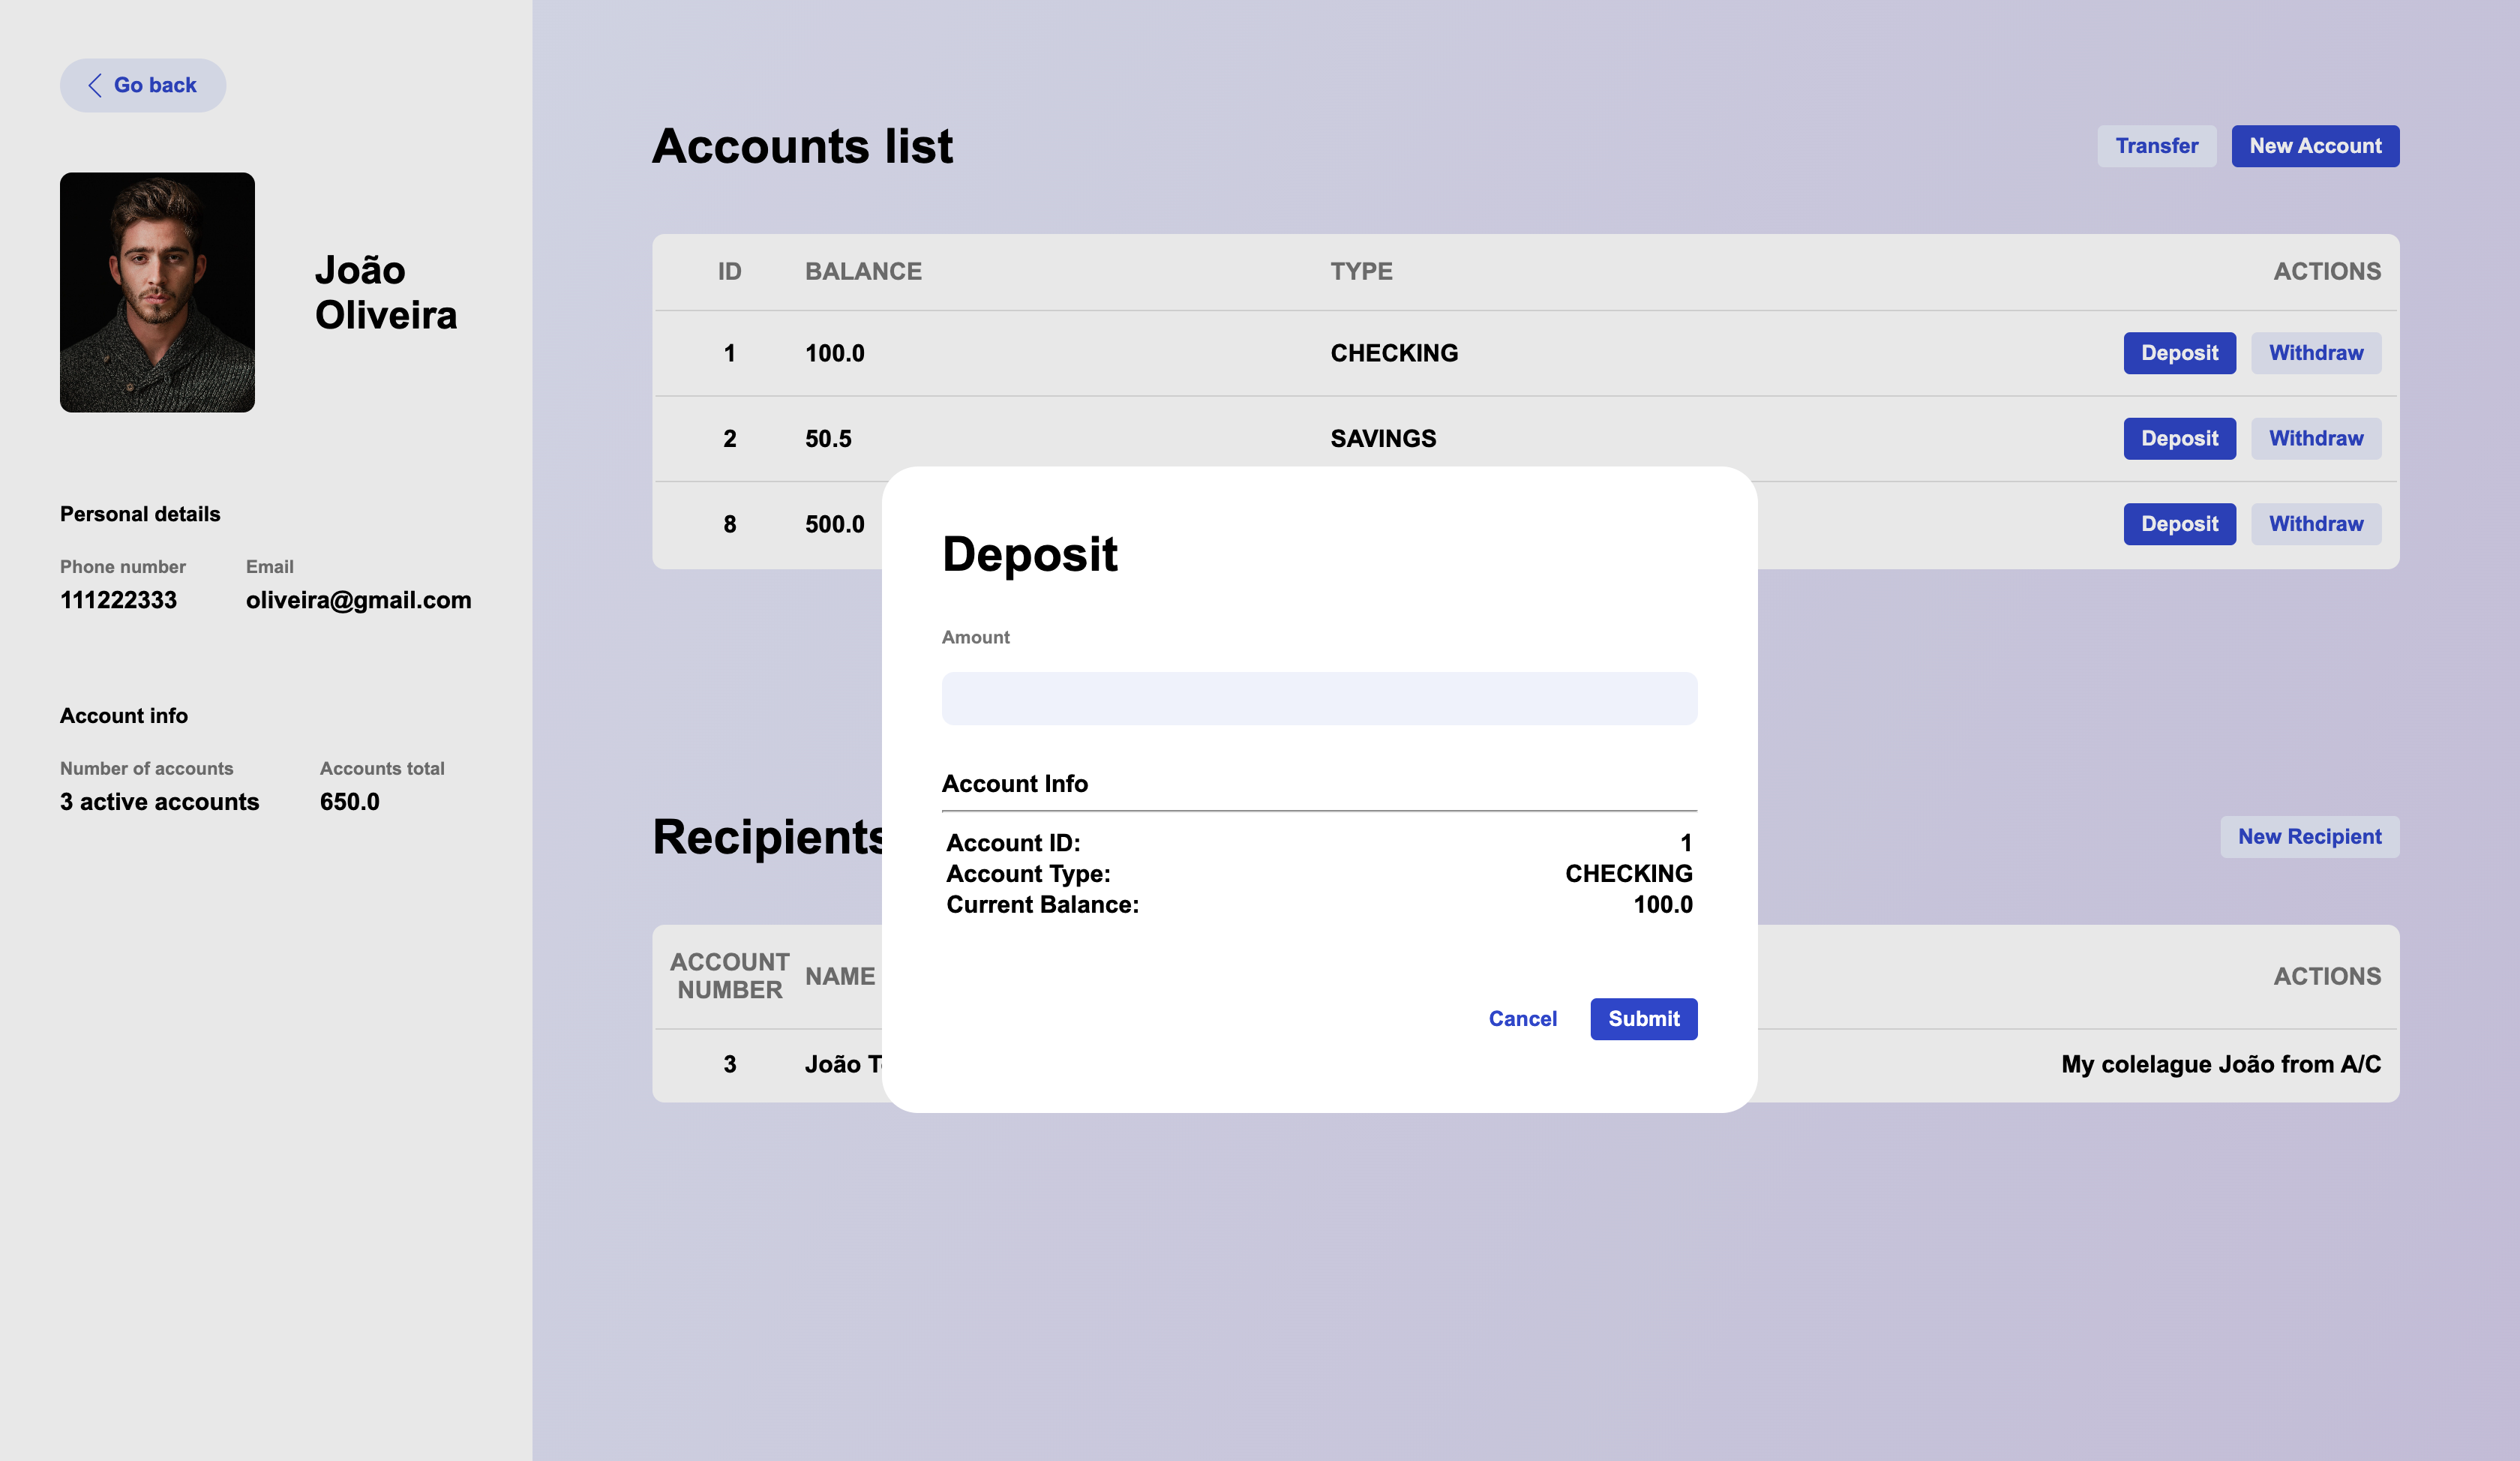 Go back
João
Oliveira
Personal details
Phone number Email
111222333 oliveira@gmail.com
Account info
Number of accounts Accounts total
3 active accounts 650.0
Accounts list
Transfer New Account
ID BALANCE TYPE ACTIONS
1 100.0 CHECKING Deposit Withdraw
2 50.5 SAVINGS Deposit Withdraw
8 500.0 Deposit Withdraw
Recipients
New Recipient
ACCOUNT
NUMBER
NAME ACTIONS
3 João My colelague João from A/C
Deposit
Amount
Account Info
Account ID: 1
Account Type: CHECKING
Current Balance: 100.0
Cancel Submit